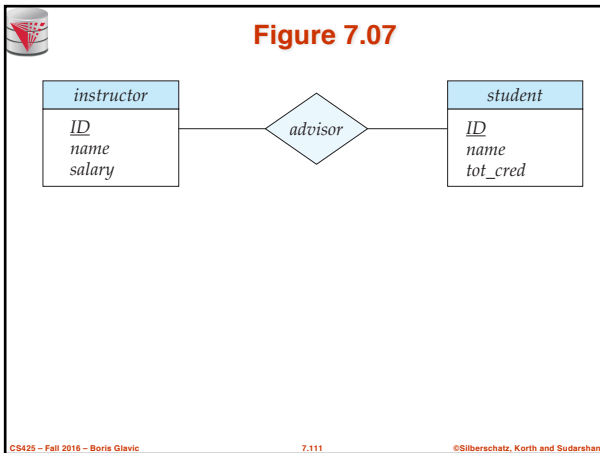 Figure 7.07
instructor
ID
name
salary
advisor
student
ID
name
tot_cred
CS425 – Fall 2016 – Boris Glavic
7.111
©Silberschatz, Korth and Sudarshan